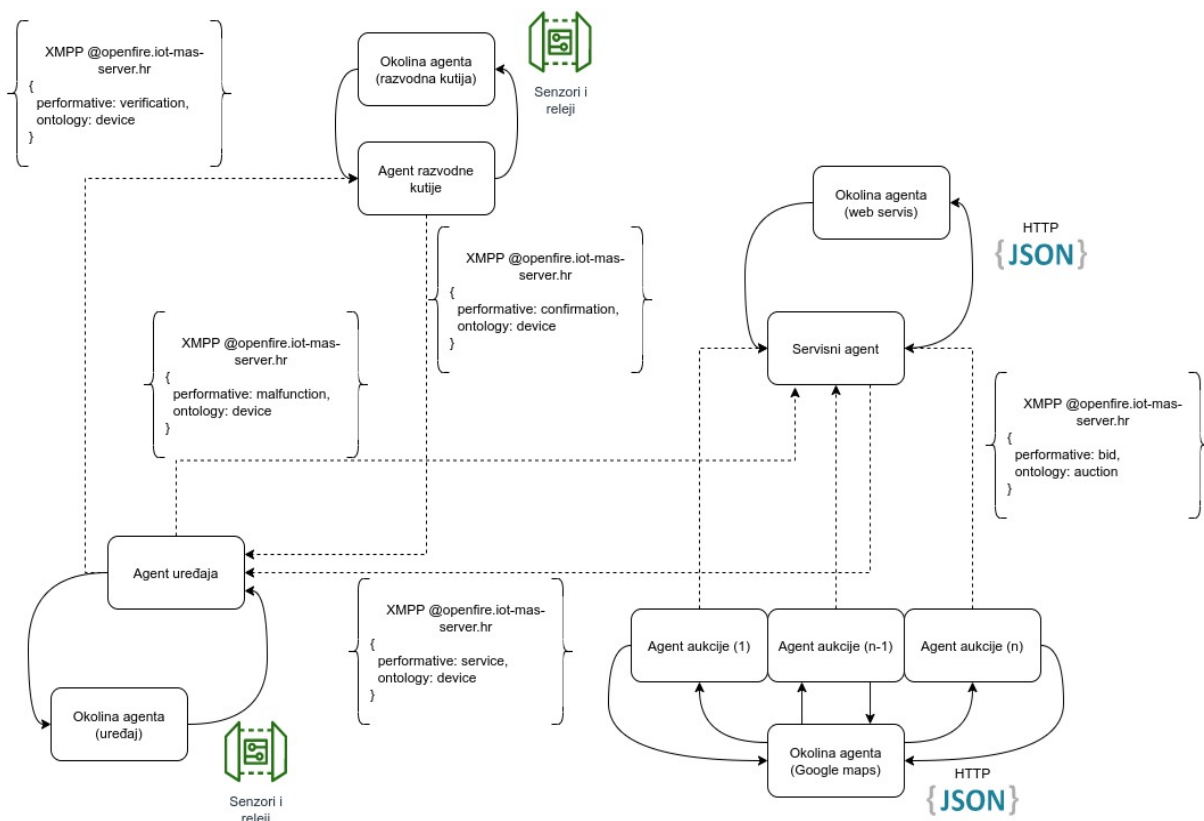 XMPP @openfire.iot-mas-
server.hr
{
performative: verification,
ontology: device
}
Okolina agenta
(razvodna kutija)
Senzori i
releji
Agent razvodne
kutije
Okolina agenta
(web servis)
HTTP
{JSON}
XMPP @openfire.iot-mas-
server.hr
{
performative: confirmation,
ontology: device
}
XMPP @openfire.iot-mas-
server.hr
{
performative: malfunction,
ontology: device
}
Servisni agent
XMPP @openfire.iot-mas-
server.hr
{
performative: bid,
ontology: auction
}
Agent uređaja
XMPP @openfire.iot-mas-
server.hr
{
performative: service,
ontology: device
}
Agent aukcije (1)
Agent aukcije (n-1)
Agent aukcije (n)
Okolina agenta
(uređaj)
Senzori i
releji
Okolina agenta
(Google maps)
HTTP
{JSON}